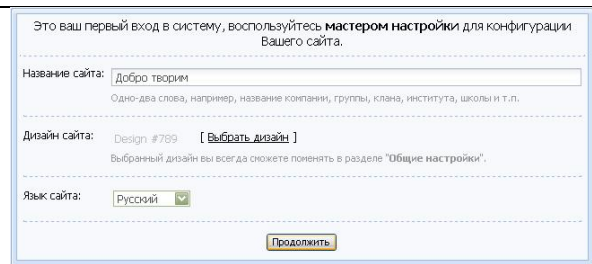 Это ваш первый вход в систему, воспользуйтесь мастером настройки для конфигурации
Вашего сайта.
Название сайта: Добро творим
Одно-два слова, например, название компании, группы, клана, института, школы и т.п.
Дизайн сайта: Design #789 [ Выбрать дизайн ]
Выбранный дизайн вы всегда сможете поменять в разделе "Общие настройки".
Язык сайта: Русский
Продолжить